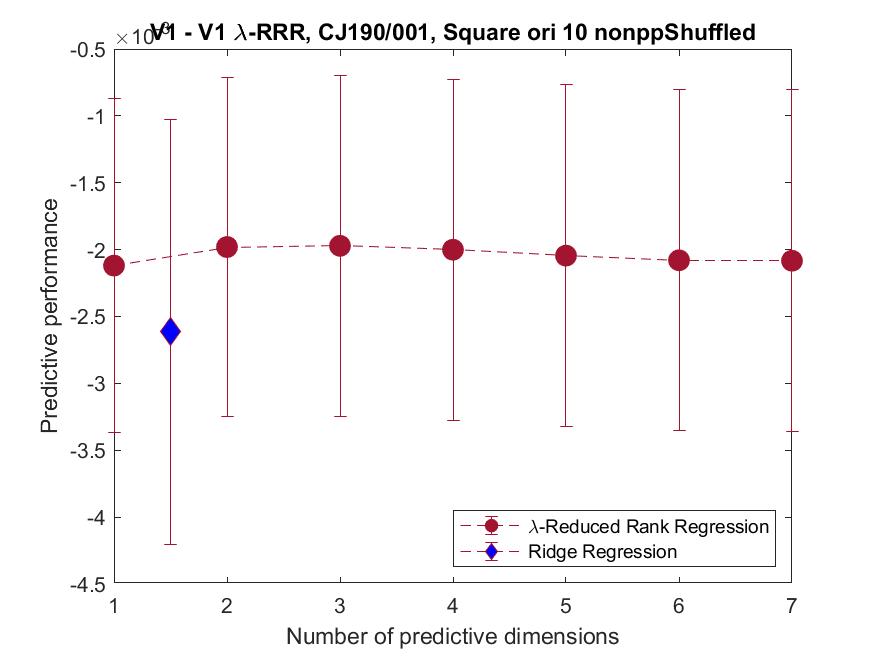 V1 - V1 λ-RRR, CJ190/001, Square ori 10 nonppShuffled
×10
-0.5
-1
-1.5
-2
-2.5
-3
-3.5
-4
-4.5
Predictive performance
λ-Reduced Rank Regression
Ridge Regression
1 2 3 4 5 6 7
Number of predictive dimensions